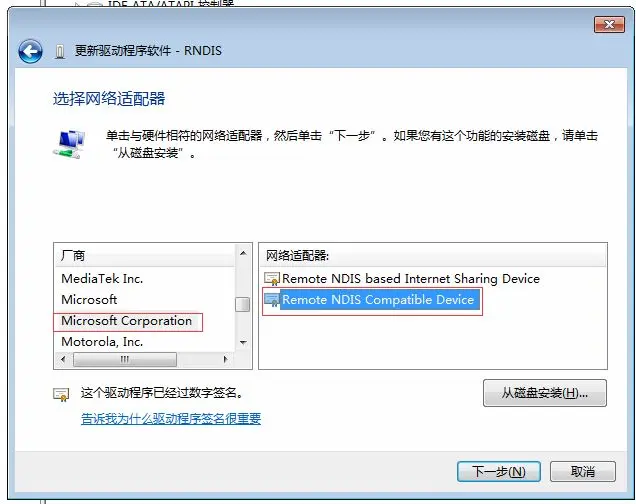 IDE ATA/ATAPI 控制器
更新驱动程序软件 - RNDIS
选择网络适配器
单击与硬件相符的网络适配器，然后单击“下一步”。如果您有这个功能的安装磁盘，请单击
“从磁盘安装”。
厂商
MediaTek Inc.
Microsoft
Microsoft Corporation
Motorola, Inc.
网络适配器:
Remote NDIS based Internet Sharing Device
Remote NDIS Compatible Device
这个驱动程序已经过数字签名。
告诉我为什么驱动程序签名很重要
从磁盘安装(H)...
下一步(N)
取消